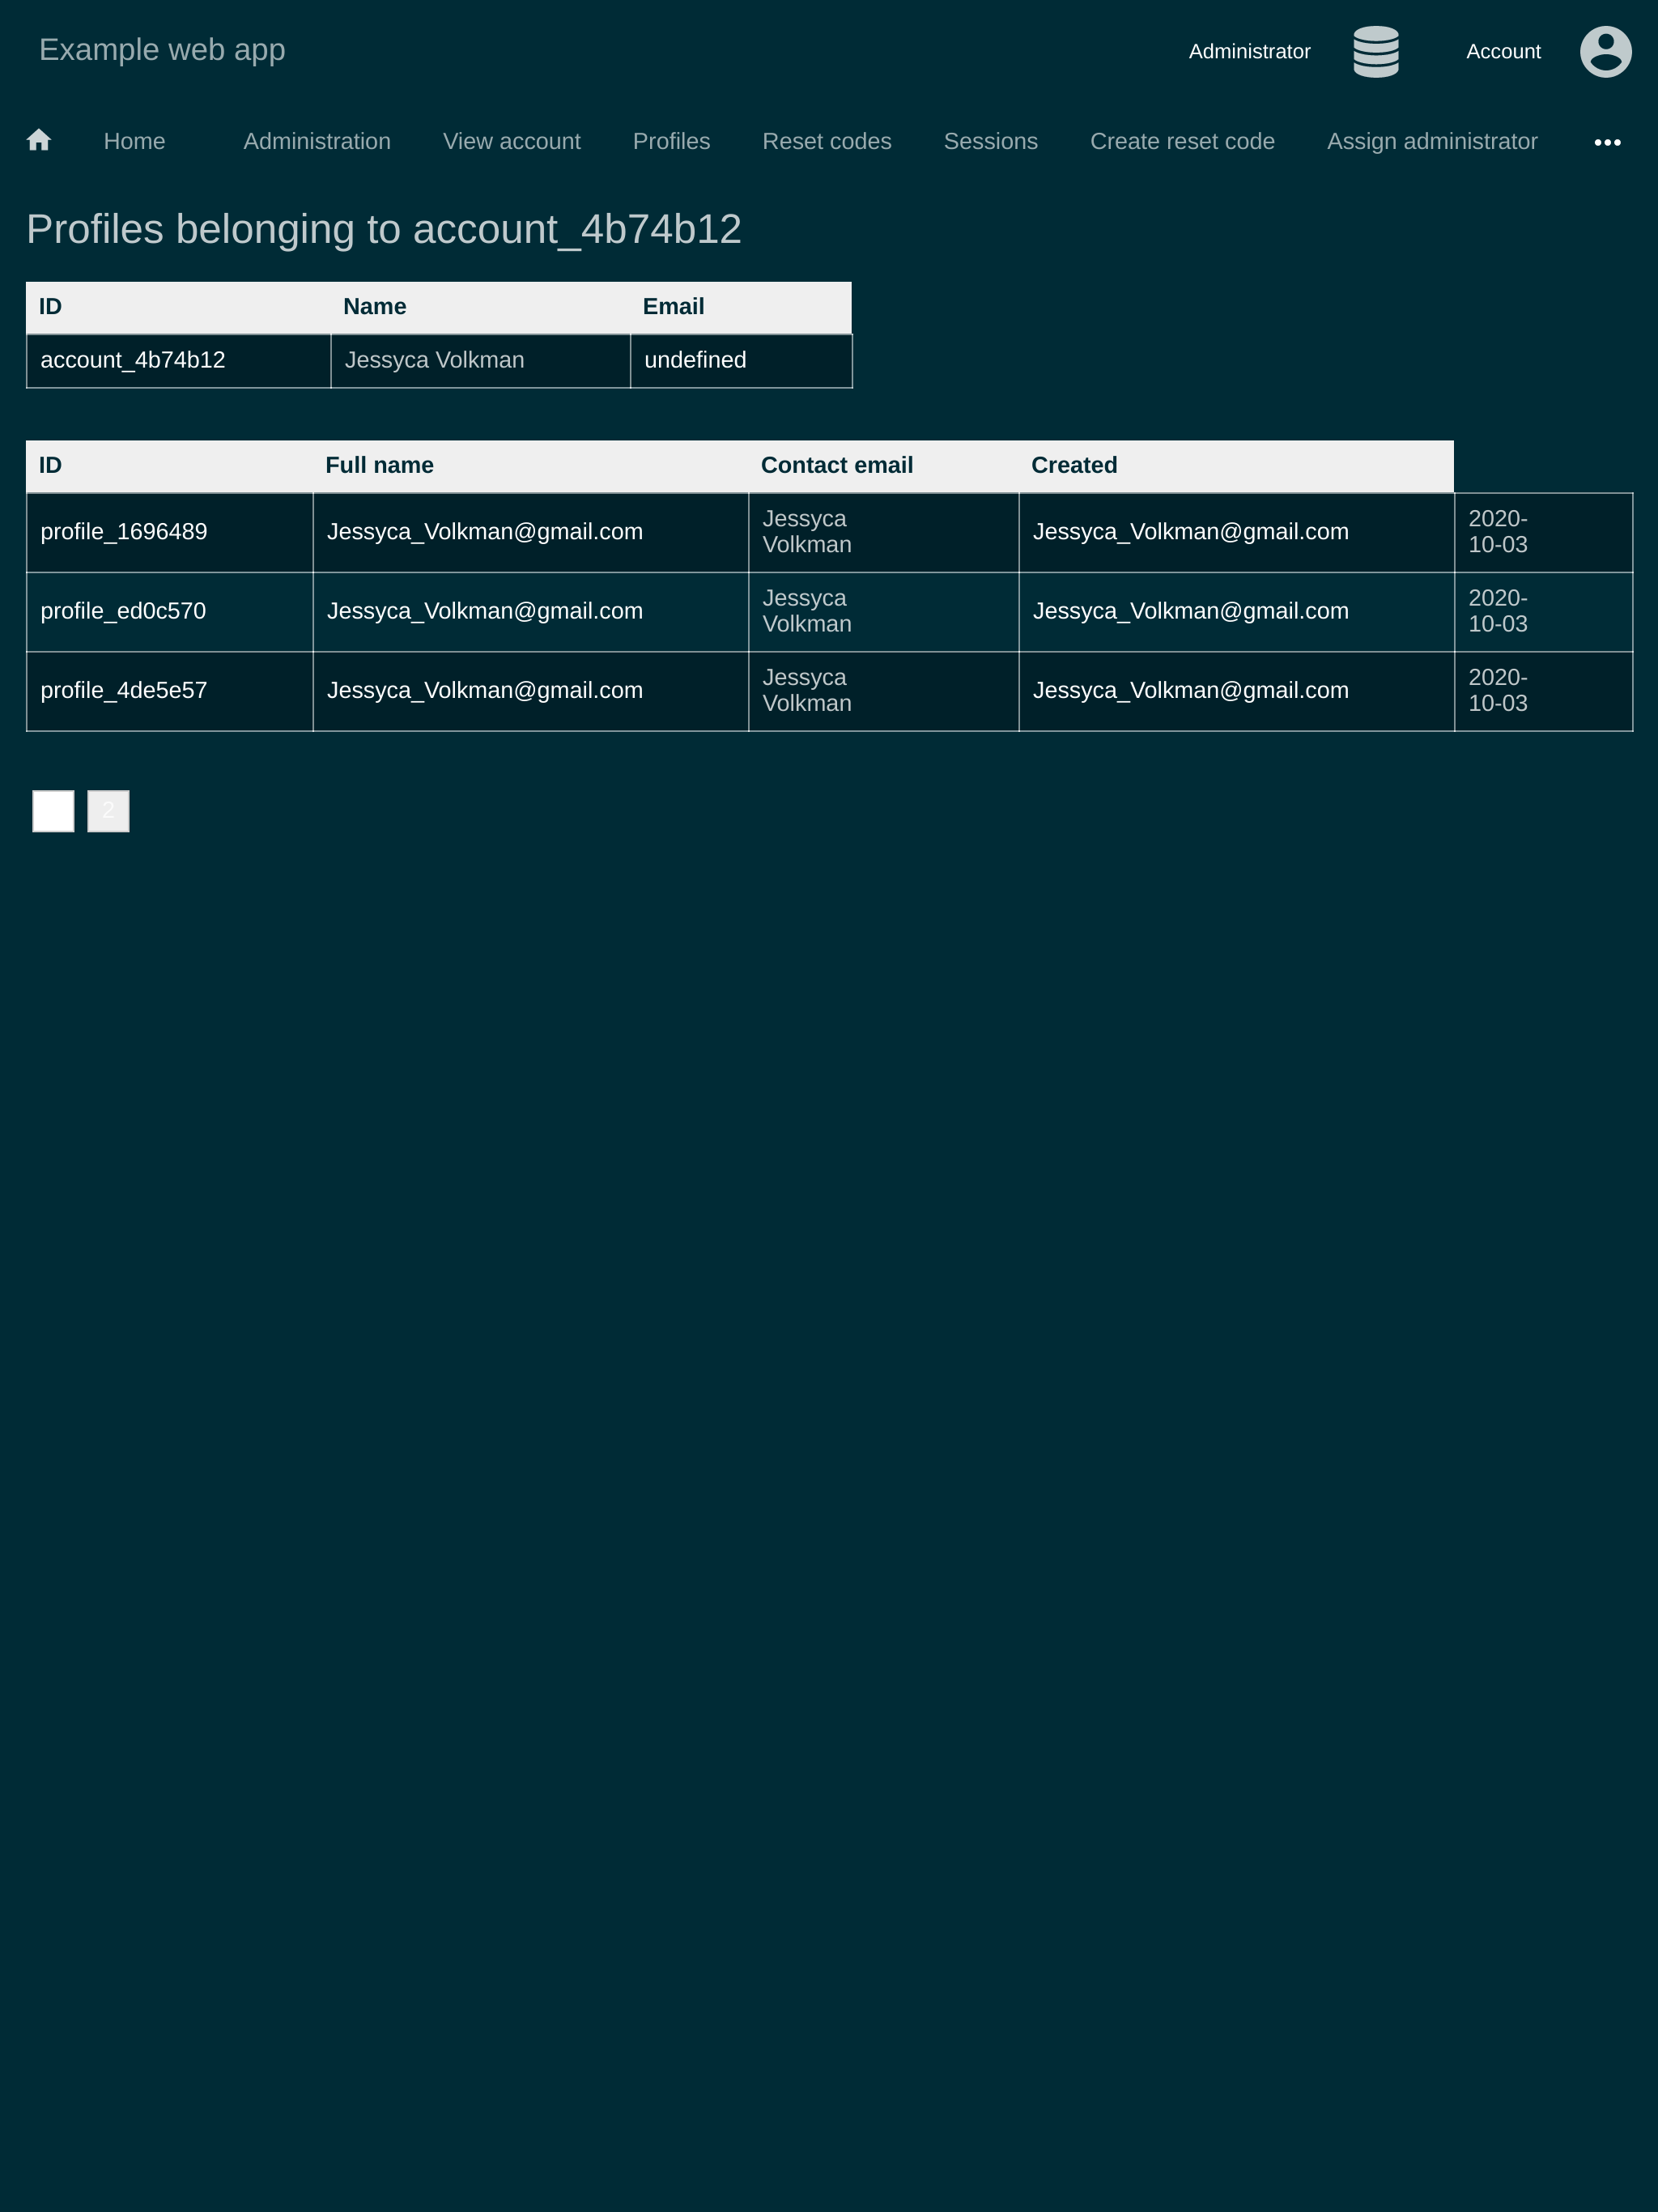 Example web app
Administrator
Account
Home Administration View account Profiles Reset codes Sessions Create reset code Assign administrator
Profiles belonging to account_4b74b12
ID Name Email
account_4b74b12 Jessyca Volkman undefined
ID Full name Contact email Created
profile_1696489 Jessyca_Volkman@gmail.com Jessyca Volkman Jessyca_Volkman@gmail.com 2020-10-03
profile_ed0c570 Jessyca_Volkman@gmail.com Jessyca Volkman Jessyca_Volkman@gmail.com 2020-10-03
profile_4de5e57 Jessyca_Volkman@gmail.com Jessyca Volkman Jessyca_Volkman@gmail.com 2020-10-03
2